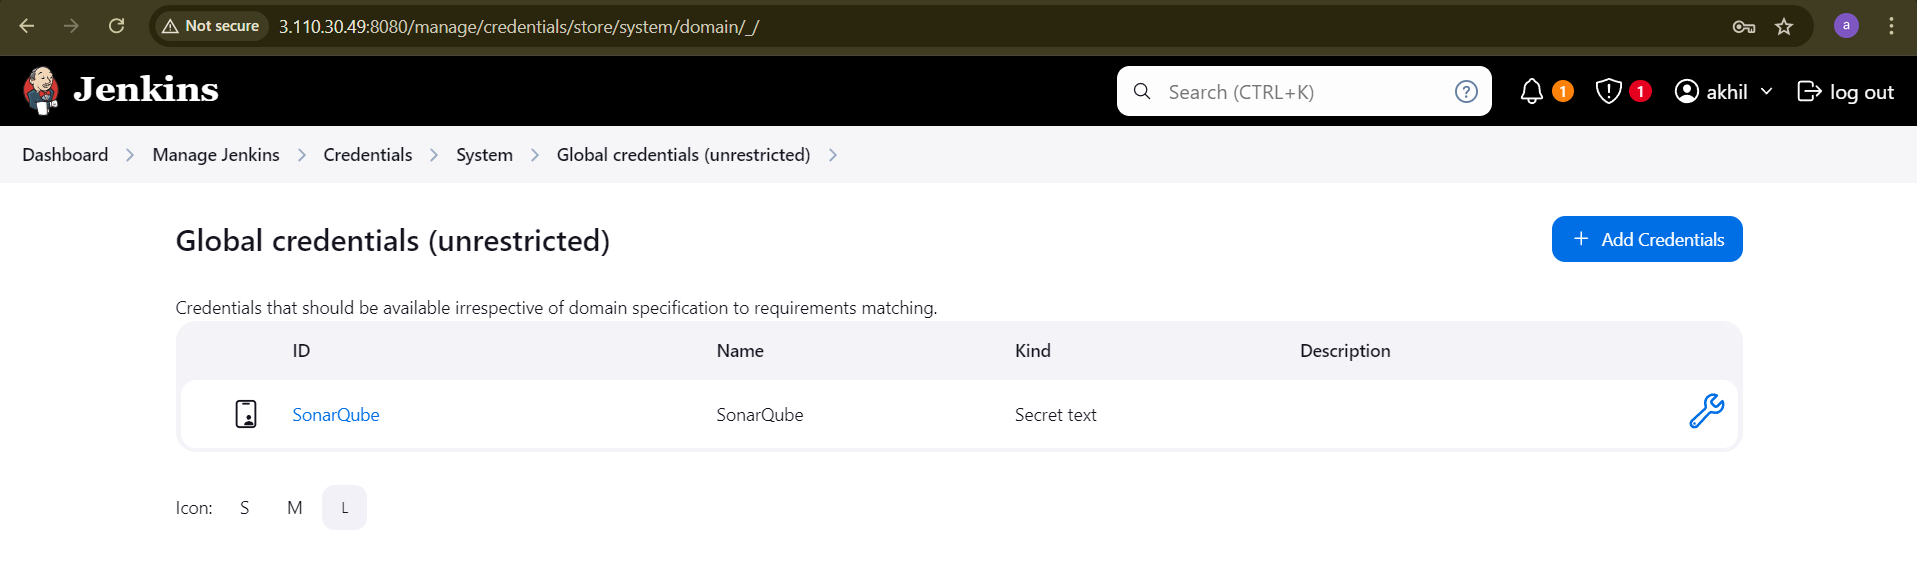 Not secure 3.110.30.49:8080/manage/credentials/store/system/domain/_/ a
Jenkins Search (CTRL+K) ? 1 1 akhil log out
Dashboard Manage Jenkins Credentials System Global credentials (unrestricted)
Global credentials (unrestricted) + Add Credentials
Credentials that should be available irrespective of domain specification to requirements matching.
ID Name Kind Description
SonarQube SonarQube Secret text
Icon: S M L